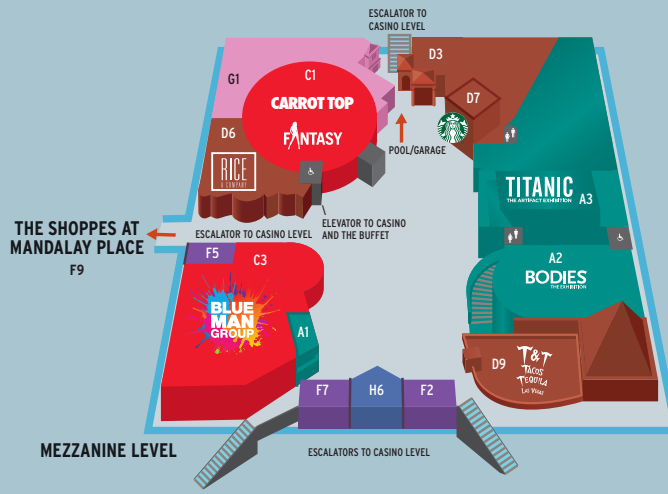 ESCALATOR TO
CASINO LEVEL
D3
G1
C1
CARROT TOP
FANTASY
D7
D6
RICE
& COMPANY
POOL/GARAGE
TITANIC
THE ARTIFACT EXHIBITION
A3
ELEVATOR TO CASINO
AND THE BUFFET
THE SHOPPES AT
MANDALAY PLACE
F9
ESCALATOR TO CASINO LEVEL
F5
C3
A2
BODIES
THE EXHIBITION
BLUE
MAN
GROUP
A1
D9
T&T
TACOS
TEQUILA
LAS VEGAS
F7
H6
F2
MEZZANINE LEVEL
ESCALATORS TO CASINO LEVEL